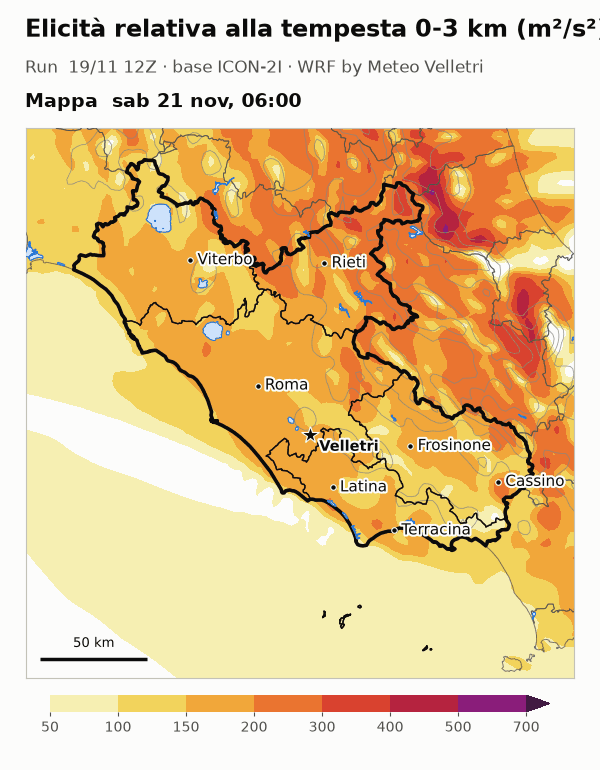 Elicità relativa alla tempesta 0-3 km (m²/s²)
Run 19/11 12Z · base ICON-2I · WRF by Meteo Velletri
Mappa sab 21 nov, 06:00
Viterbo
Rieti
Roma
Velletri
Frosinone
Latina
Cassino
Terracina
50 km
50 100 150 200 300 400 500 700